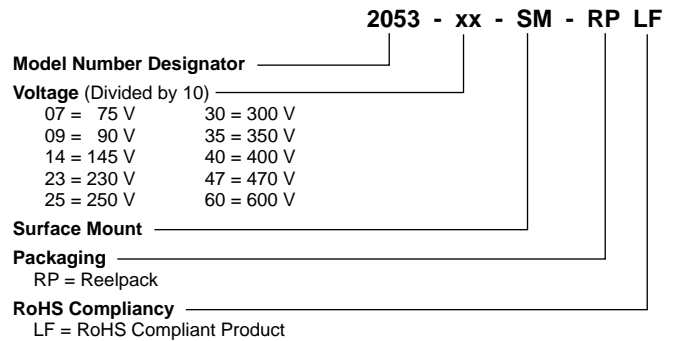 2053 - xx - SM - RP LF
Model Number Designator
Voltage (Divided by 10)
07 = 75 V 30 = 300 V
09 = 90 V 35 = 350 V
14 = 145 V 40 = 400 V
23 = 230 V 47 = 470 V
25 = 250 V 60 = 600 V
Surface Mount
Packaging
RP = Reelpack
RoHS Compliancy
LF = RoHS Compliant Product